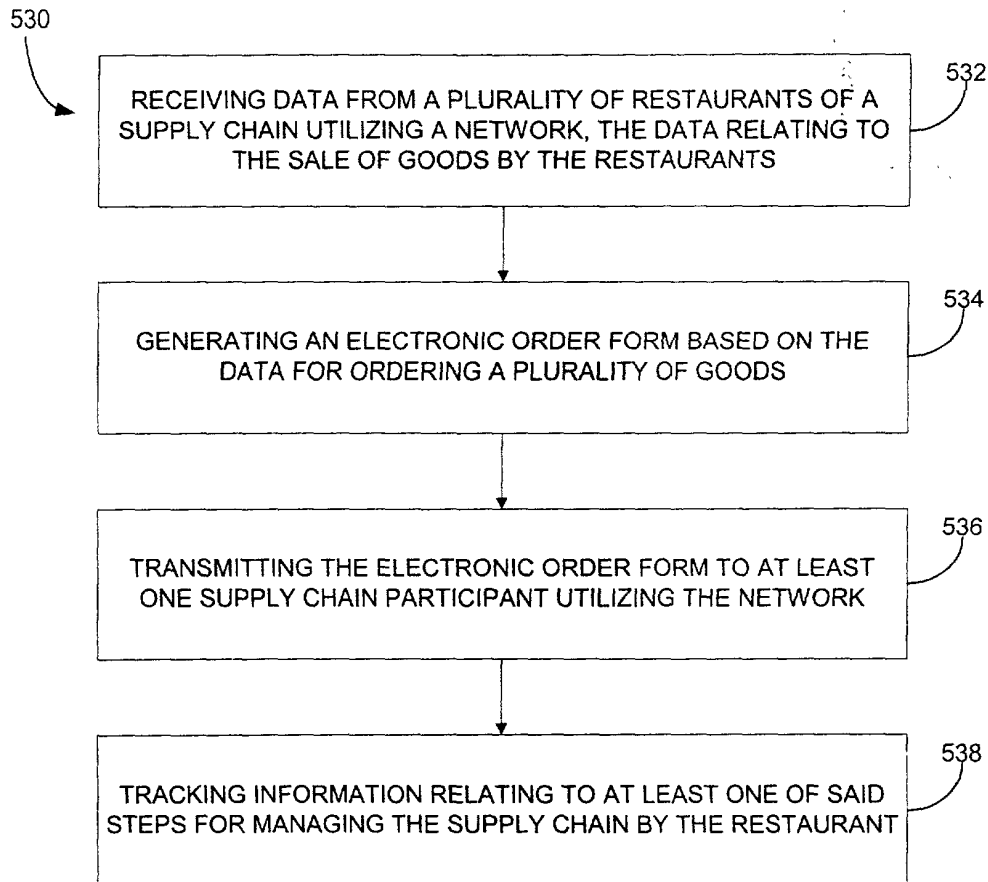 530
532
RECEIVING DATA FROM A PLURALITY OF RESTAURANTS OF A
SUPPLY CHAIN UTILIZING A NETWORK, THE DATA RELATING TO
THE SALE OF GOODS BY THE RESTAURANTS
534
GENERATING AN ELECTRONIC ORDER FORM BASED ON THE
DATA FOR ORDERING A PLURALITY OF GOODS
536
TRANSMITTING THE ELECTRONIC ORDER FORM TO AT LEAST
ONE SUPPLY CHAIN PARTICIPANT UTILIZING THE NETWORK
538
TRACKING INFORMATION RELATING TO AT LEAST ONE OF SAID
STEPS FOR MANAGING THE SUPPLY CHAIN BY THE RESTAURANT